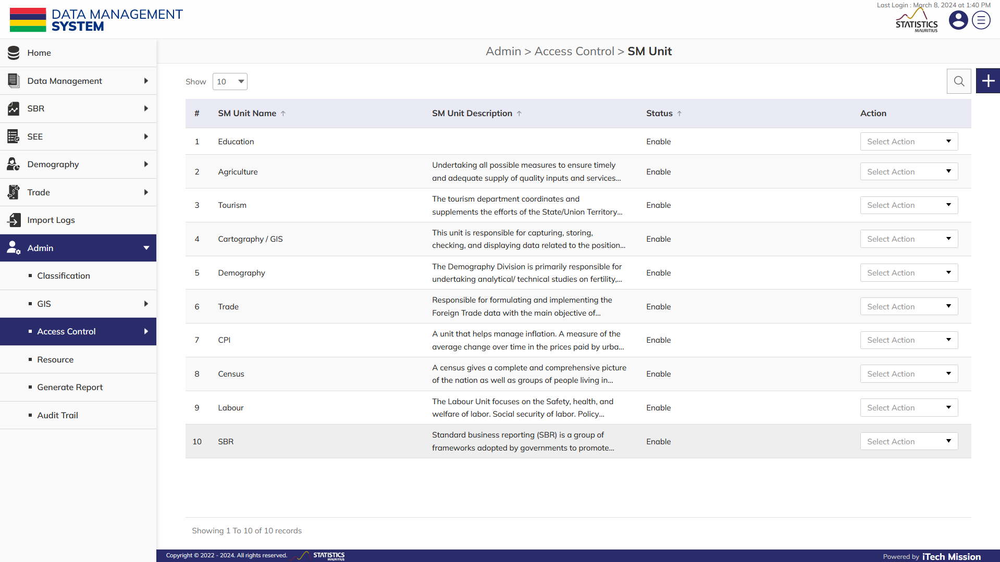 Last Login : March 8, 2024 at 1:40 PM
DATA MANAGEMENT
SYSTEM
STATISTICS
MAURITIUS
Home
Data Management
SBR
SEE
Demography
Trade
Import Logs
Admin
Classification
GIS
Access Control
Resource
Generate Report
Audit Trail
Admin > Access Control > SM Unit
Show 10
# SM Unit Name SM Unit Description Status Action
1 Education Enable Select Action
2 Agriculture Undertaking all possible measures to ensure timely
and adequate supply of quality inputs and services... Enable Select Action
3 Tourism The tourism department coordinates and
supplements the efforts of the State/Union Territory... Enable Select Action
4 Cartography / GIS This unit is responsible for capturing, storing,
checking, and displaying data related to the position... Enable Select Action
5 Demography The Demography Division is primarily responsible for
undertaking analytical/ technical studies on fertility,... Enable Select Action
6 Trade Responsible for formulating and implementing the
Foreign Trade data with the main objective of... Enable Select Action
7 CPI A unit that helps manage inflation. A measure of the
average change over time in the prices paid by urba... Enable Select Action
8 Census A census gives a complete and comprehensive picture
of the nation as well as groups of people living in... Enable Select Action
9 Labour The Labour Unit focuses on the Safety, health, and
welfare of labor. Social security of labor. Policy... Enable Select Action
10 SBR Standard business reporting (SBR) is a group of
frameworks adopted by governments to promote... Enable Select Action
Showing 1 To 10 of 10 records
Copyright © 2022 - 2024. All rights reserved.
STATISTICS
MAURITIUS
Powered by iTech Mission